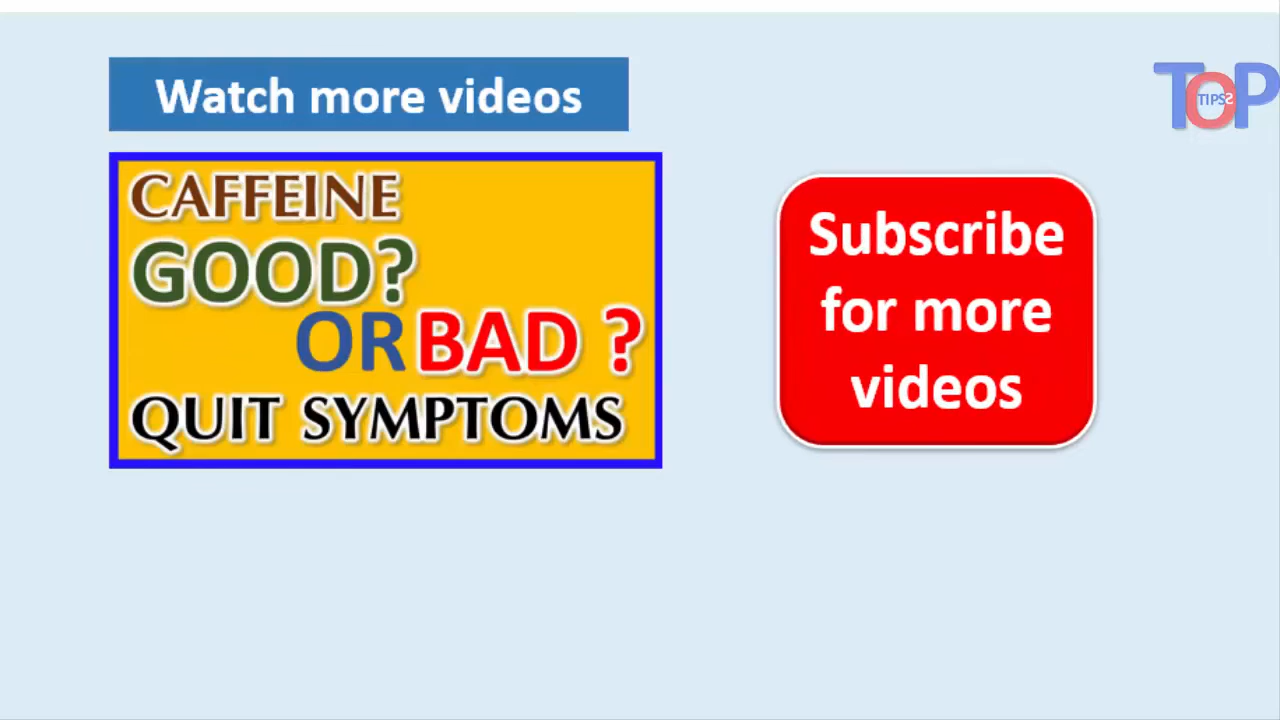 Watch more videos
TOP
TIPS
CAFFEINE
GOOD?
OR BAD ?
QUIT SYMPTOMS
Subscribe
for more
videos